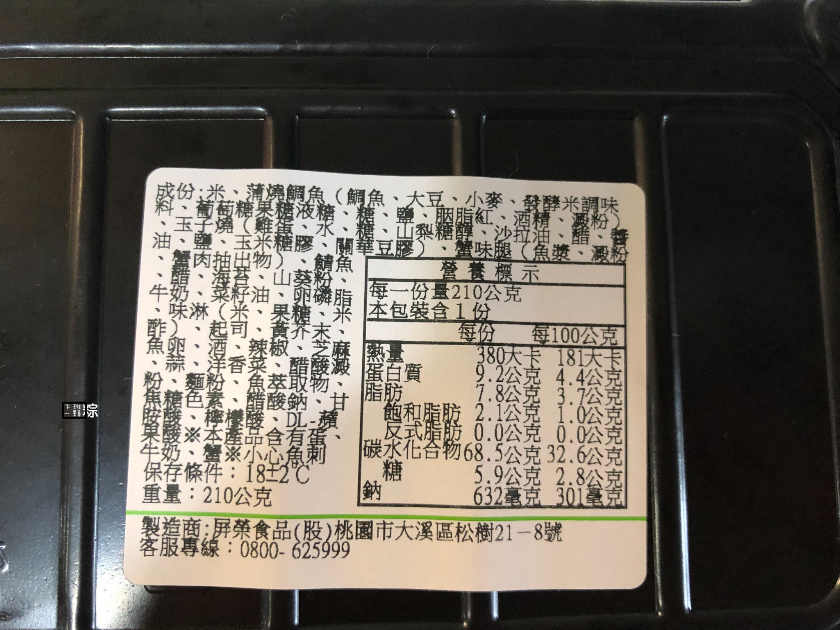 成份:米、蒲燒鯛魚(鯛魚、大豆、小麥、發酵米調味
料、葡萄糖果糖液糖、糖、鹽、胭脂紅、酒精、澱粉)
、玉子燒(雞蛋、水、糖、山梨糖醇、沙拉油、醋、醬
油、鹽、玉米糖膠、關華豆膠)、蟹味腿(魚漿、澱粉
、蟹肉抽出物)、鯖魚
、醋、海苔、山葵粉、
牛奶、菜籽油、卵磷脂
、味淋(米、果糖、米
酢)、起司、黃芥末、
魚卵、酒、辣椒、芝麻
、蒜、洋香菜、醋酸澱
粉、麵粉、魚萃取物、
焦糖色素、醋酸鈉、甘
胺酸、檸檬酸、DL-蘋
果酸※本產品含有蛋、
牛奶、蟹※小心魚刺
保存條件：18±2℃
重量：210公克
營養標示
每一份量210公克
本包裝含1份
每份 每100公克
熱量 380大卡 181大卡
蛋白質 9.2公克 4.4公克
脂肪 7.8公克 3.7公克
飽和脂肪 2.1公克 1.0公克
反式脂肪 0.0公克 0.0公克
碳水化合物68.5公克 32.6公克
糖 5.9公克 2.8公克
鈉 632毫克 301毫克
製造商:屏榮食品(股)桃園市大溪區松樹21－8號
客服專線：0800-625999